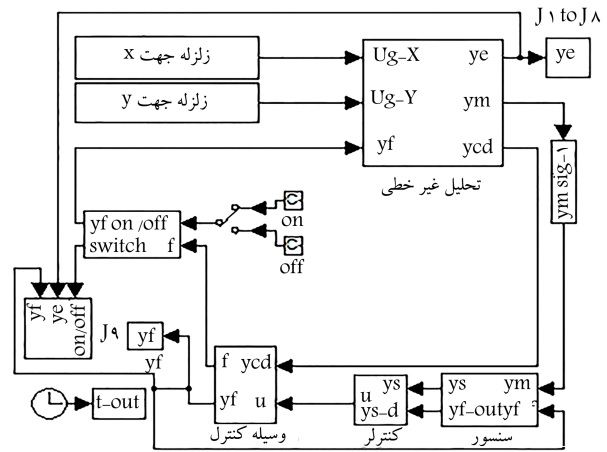 J۱ to J۸
زلزله جهت x
Ug-X
ye
ye
زلزله جهت y
Ug-Y
ym
yf
ycd
تحلیل غیر خطی
ym sig-۱
yf on /off
switch f
on
off
yf
ye
on/off
J۹
yf
yf
f ycd
yf u
وسیله کنترل
u ys
ys-d
کنترلر
ys ym
yf-outyf
سنسور
t-out